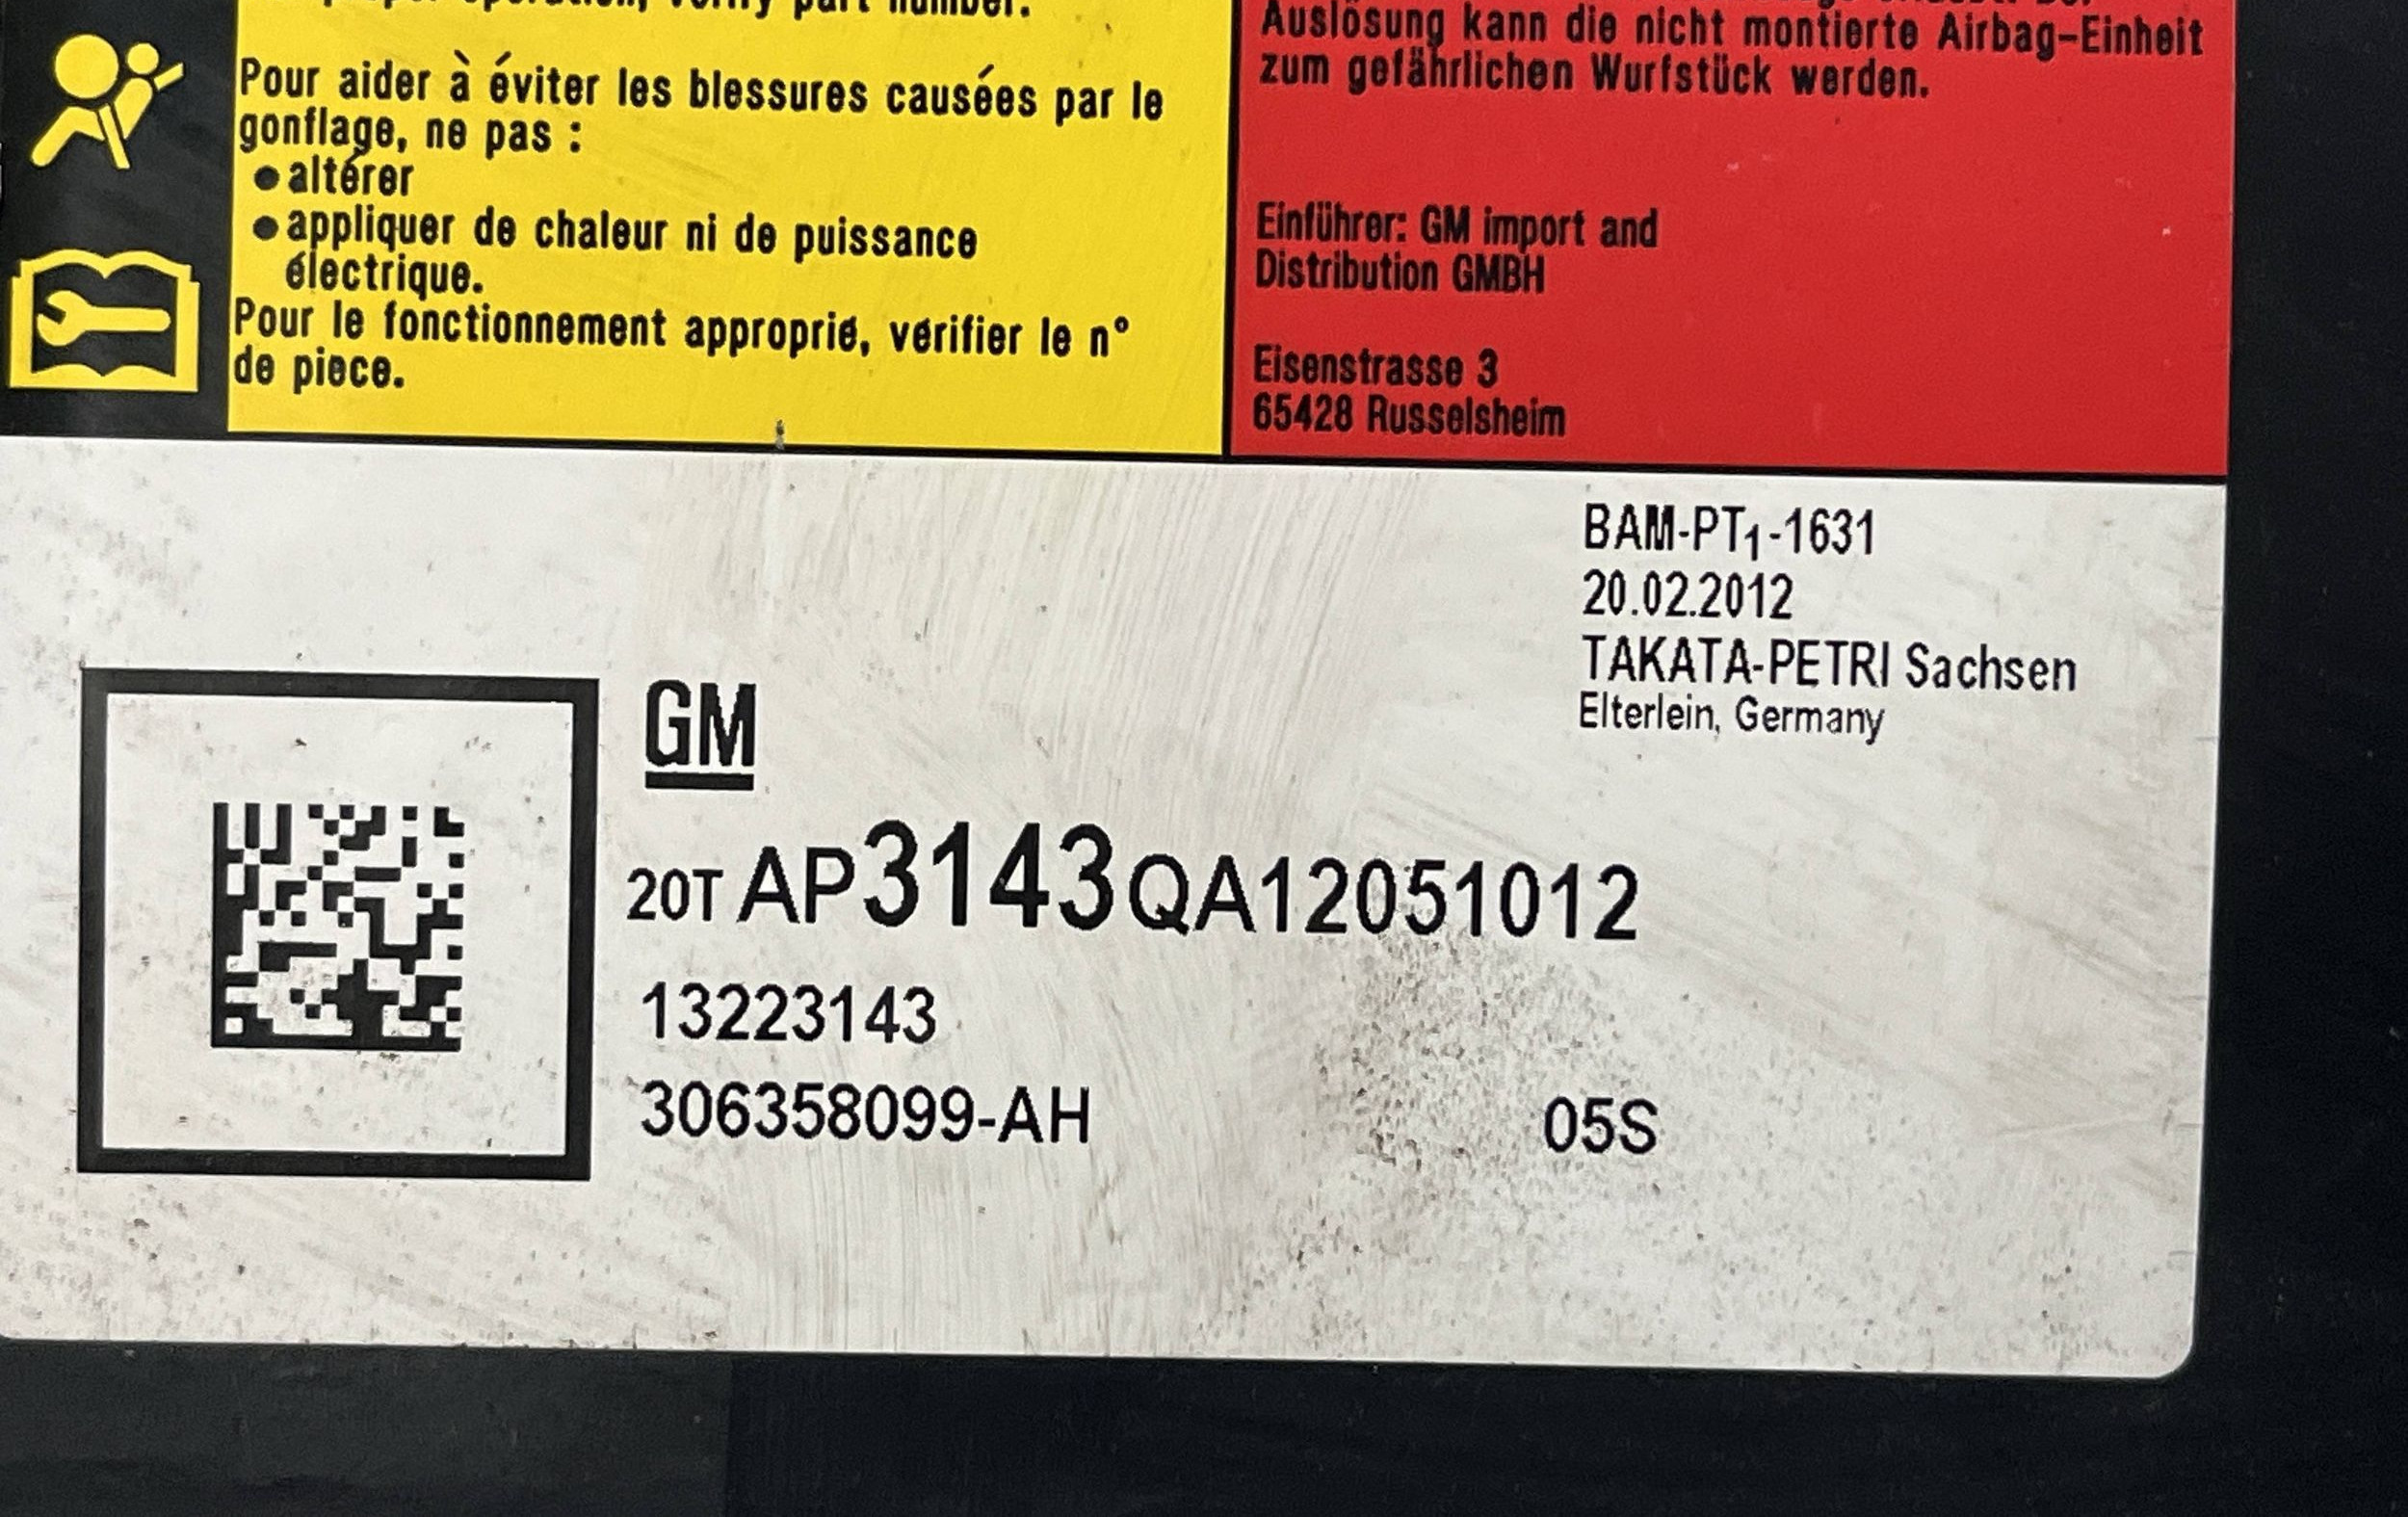 verify part number.
Pour aider à éviter les blessures causées par le
gonflage, ne pas :
● altérer
● appliquer de chaleur ni de puissance
électrique.
Pour le fonctionnement approprié, vérifier le n°
de piece.
Auslösung kann die nicht montierte Airbag-Einheit
zum gefährlichen Wurfstück werden.
Einführer: GM import and
Distribution GMBH
Eisenstrasse 3
65428 Russelsheim
BAM-PT1-1631
20.02.2012
TAKATA-PETRI Sachsen
Elterlein, Germany
GM
20T AP3143QA12051012
13223143
306358099-AH
05S